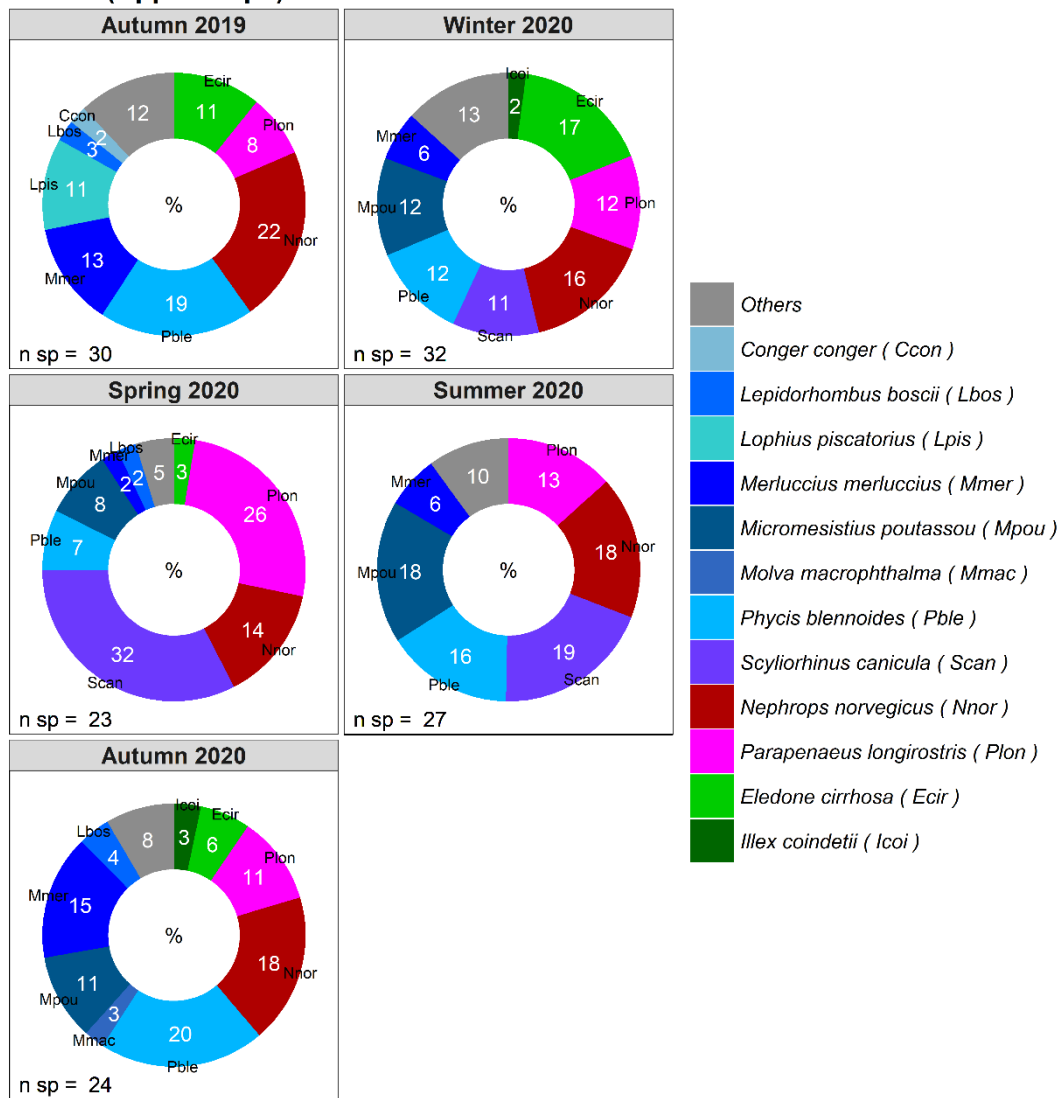 Autumn 2019
Ecir
11
Plon
8
22
Nnor
19
Pble
13
Mmer
11
Lpis
3
Lbos
2
Ccon
12
%
n sp = 30
Winter 2020
Icoi
2
Ecir
17
12
Plon
16
Nnor
11
Scan
12
Pble
12
Mpou
6
Mmer
13
%
n sp = 32
Spring 2020
Ecir
3
Plon
26
14
Nnor
32
Scan
7
Pble
8
Mpou
2
Mmer
2
Lbos
5
%
n sp = 23
Summer 2020
Plon
13
18
Nnor
19
Scan
16
Pble
18
Mpou
6
Mmer
10
%
n sp = 27
Autumn 2020
Icoi
3
Ecir
6
Plon
11
18
Nnor
20
Pble
3
Mmac
11
Mpou
15
Mmer
4
Lbos
8
%
n sp = 24
Others
Conger conger ( Ccon )
Lepidorhombus boscii ( Lbos )
Lophius piscatorius ( Lpis )
Merluccius merluccius ( Mmer )
Micromesistius poutassou ( Mpou )
Molva macrophthalma ( Mmac )
Phycis blennoides ( Pble )
Scyliorhinus canicula ( Scan )
Nephrops norvegicus ( Nnor )
Parapenaeus longirostris ( Plon )
Eledone cirrhosa ( Ecir )
Illex coindetii ( Icoi )